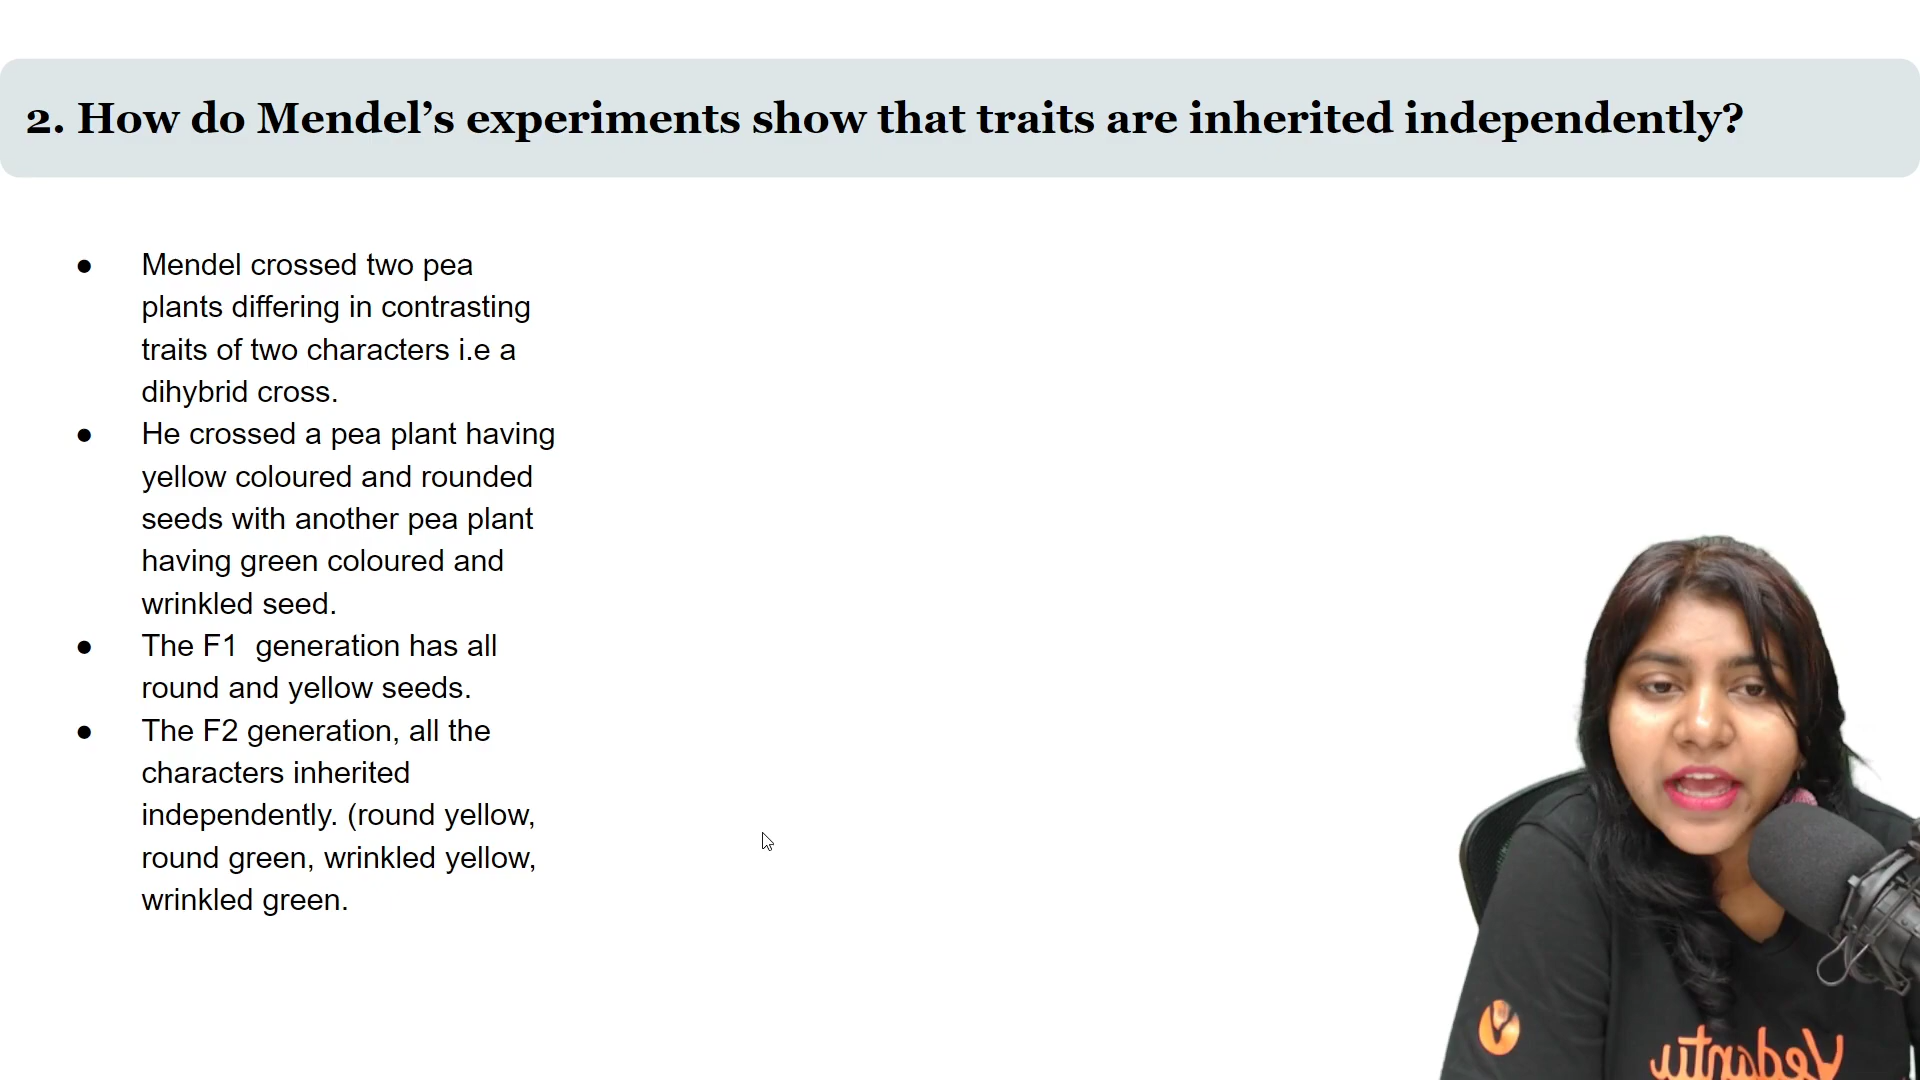 2. How do Mendel’s experiments show that traits are inherited independently?
● Mendel crossed two pea
plants differing in contrasting
traits of two characters i.e a
dihybrid cross.
● He crossed a pea plant having
yellow coloured and rounded
seeds with another pea plant
having green coloured and
wrinkled seed.
● The F1  generation has all
round and yellow seeds.
● The F2 generation, all the
characters inherited
independently. (round yellow,
round green, wrinkled yellow,
wrinkled green.
Vedantu